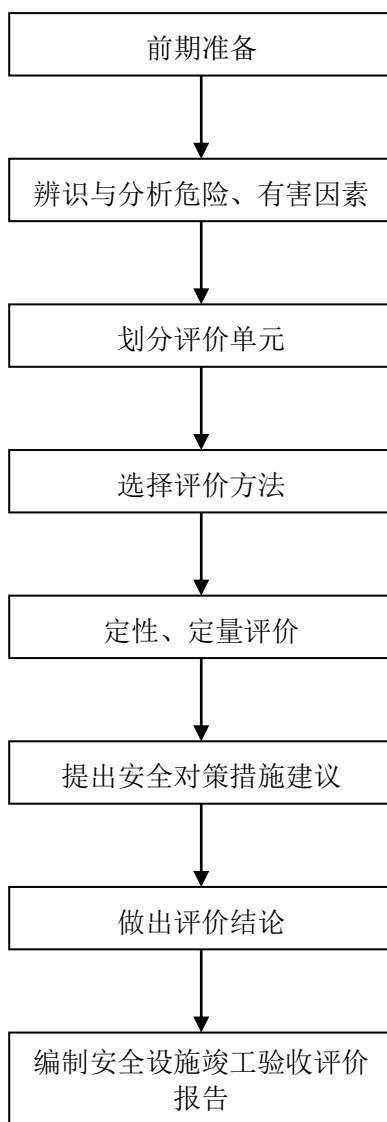 前期准备
辨识与分析危险、有害因素
划分评价单元
选择评价方法
定性、定量评价
提出安全对策措施建议
做出评价结论
编制安全设施竣工验收评价
报告